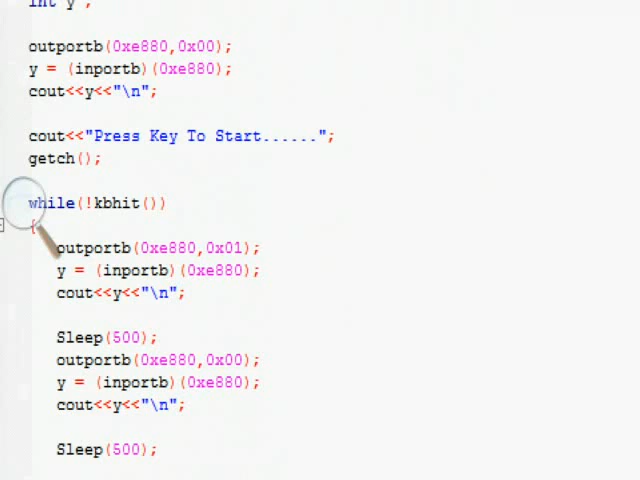 int y ;
outportb(0xe880,0x00);
y = (inportb)(0xe880);
cout<<y<<"\n";
cout<<"Press Key To Start......";
getch();
while(!kbhit())
{
outportb(0xe880,0x01);
y = (inportb)(0xe880);
cout<<y<<"\n";
Sleep(500);
outportb(0xe880,0x00);
y = (inportb)(0xe880);
cout<<y<<"\n";
Sleep(500);